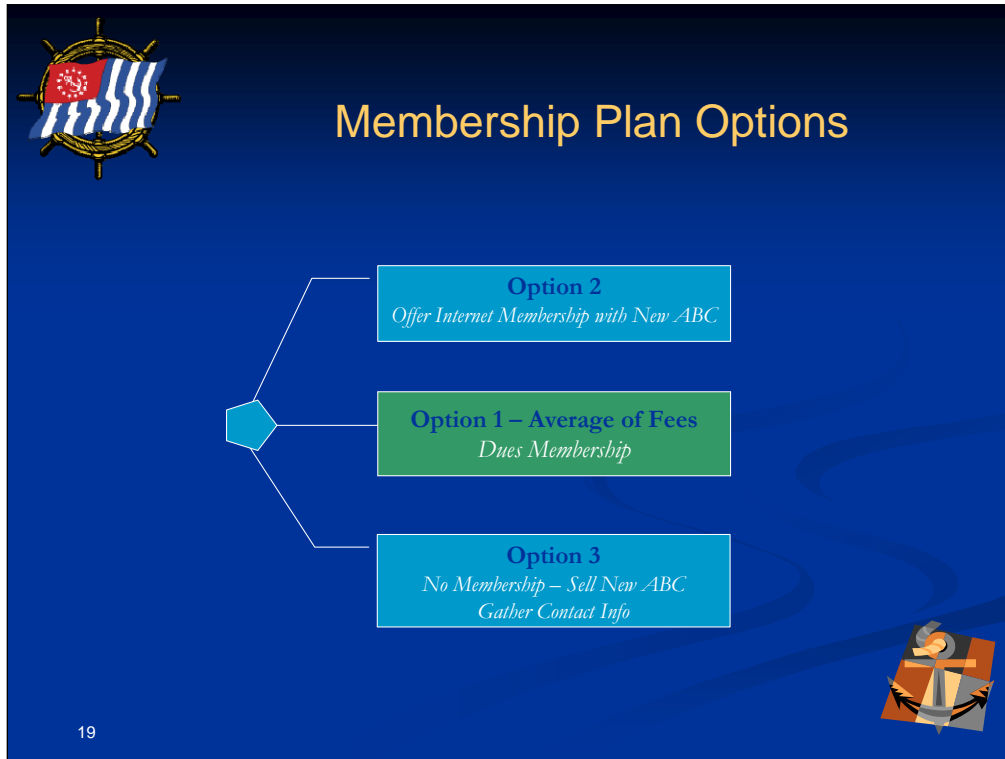 Membership Plan Options
Option 2
Offer Internet Membership with New ABC
Option 1 – Average of Fees
Dues Membership
Option 3
No Membership – Sell New ABC
Gather Contact Info
19